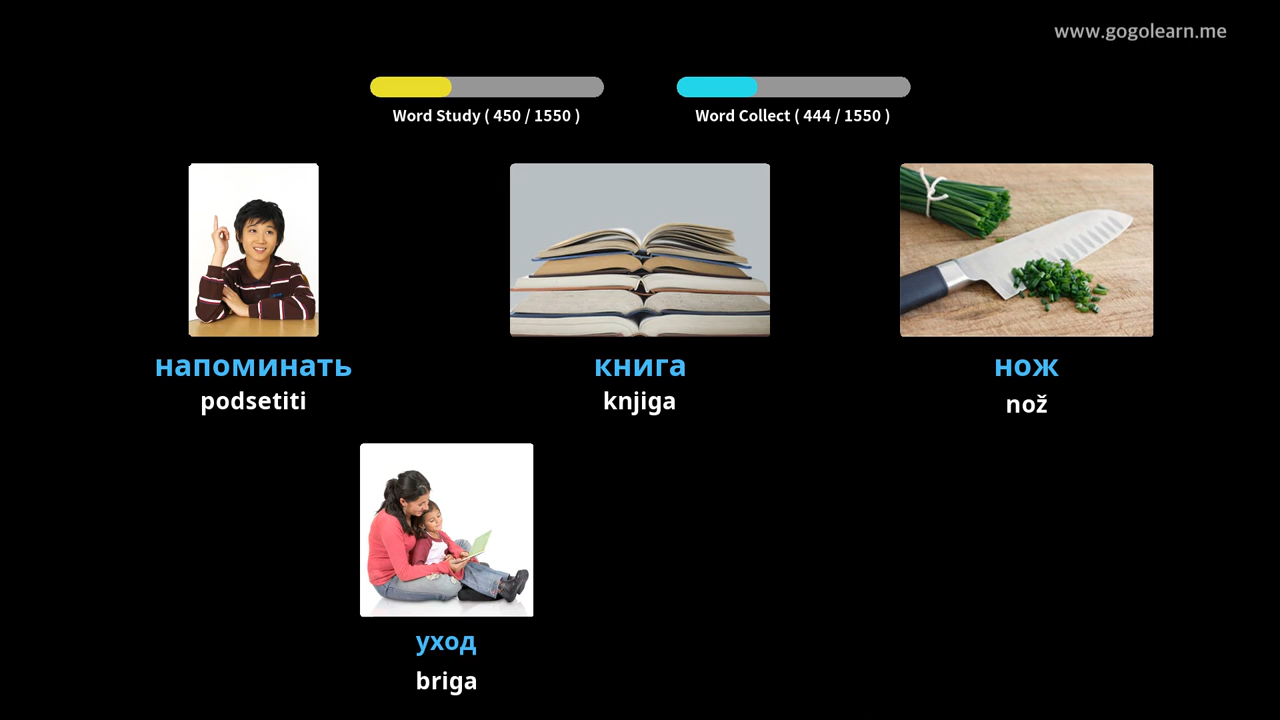 www.gogolearn.me
Word Study ( 450 / 1550 )
Word Collect ( 444 / 1550 )
напоминать
podsetiti
книга
knjiga
нож
nož
уход
briga